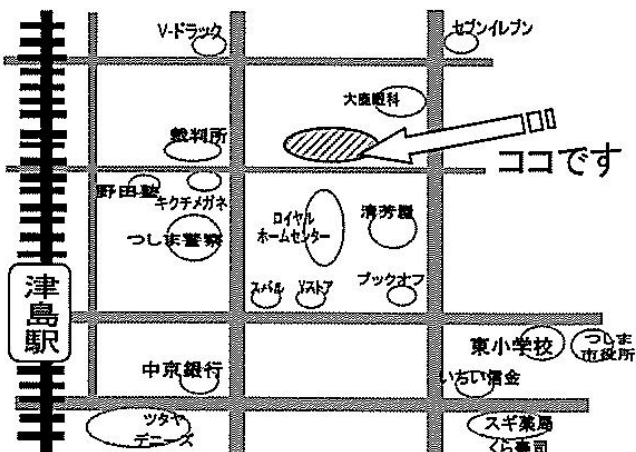 V-ドラック
セブンイレブン
大鹿眼科
裁判所
ココです
野田塾
キクチメガネ
つしま警察
ロイヤル
ホームセンター
清芳園
スバル
Yストア
ブックオフ
津島駅
東小学校
つしま
市役所
中京銀行
いちい信金
ツタヤ
デニーズ
スギ薬局
くら寿司